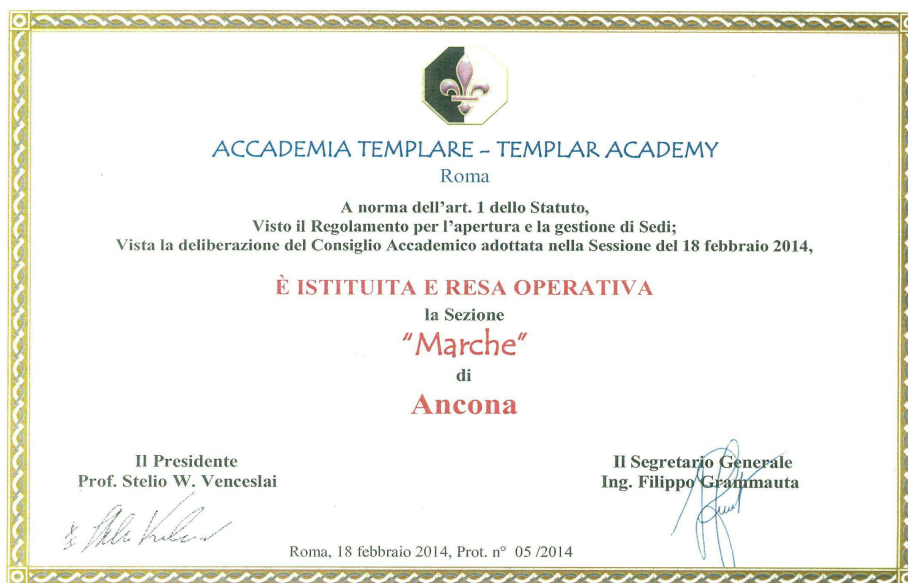 ACCADEMIA TEMPLARE – TEMPLAR ACADEMY
Roma
A norma dell'art. 1 dello Statuto,
Visto il Regolamento per l'apertura e la gestione di Sedi;
Vista la deliberazione del Consiglio Accademico adottata nella Sessione del 18 febbraio 2014,
È ISTITUITA E RESA OPERATIVA
la Sezione
"Marche"
di
Ancona
Il Presidente
Prof. Stelio W. Venceslai
Il Segretario Generale
Ing. Filippo Grammauta
Roma, 18 febbraio 2014, Prot. n° 05 /2014